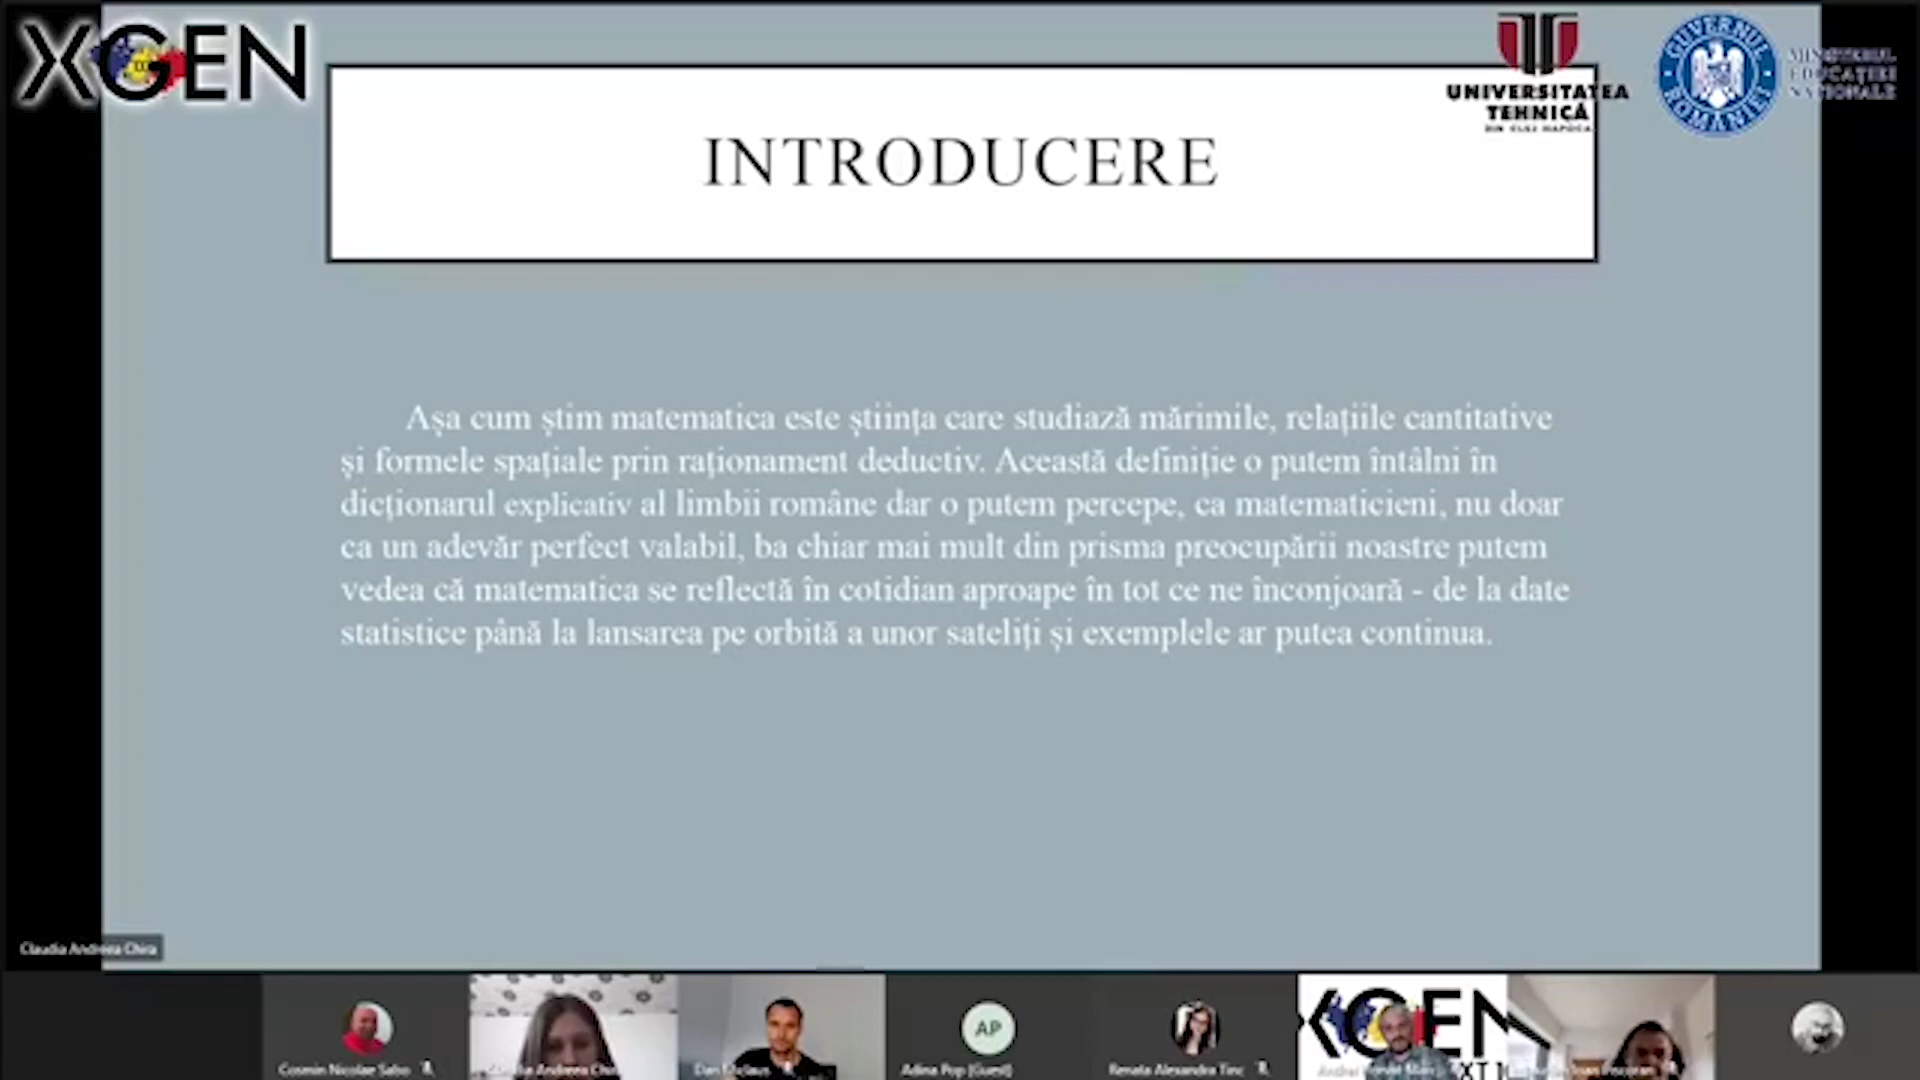 XGEN
UNIVERSITATEA
TEHNICĂ
DIN CLUJ-NAPOCA
GUVERNUL ROMÂNIEI
MINISTERUL
EDUCAȚIEI
NAȚIONALE
INTRODUCERE
Așa cum știm matematica este știința care studiază mărimile, relațiile cantitative
și formele spațiale prin raționament deductiv. Această definiție o putem întâlni în
dicționarul explicativ al limbii române dar o putem percepe, ca matematicieni, nu doar
ca un adevăr perfect valabil, ba chiar mai mult din prisma preocupării noastre putem
vedea că matematica se reflectă în cotidian aproape în tot ce ne înconjoară - de la date
statistice până la lansarea pe orbită a unor sateliți și exemplele ar putea continua.
Claudia Andreea Chira
AP
XGEN
Cosmin Nicolae Sabo
Andreea
Dan
Adina Pop (Guest)
Renata Alexandra Tinc
Andrei